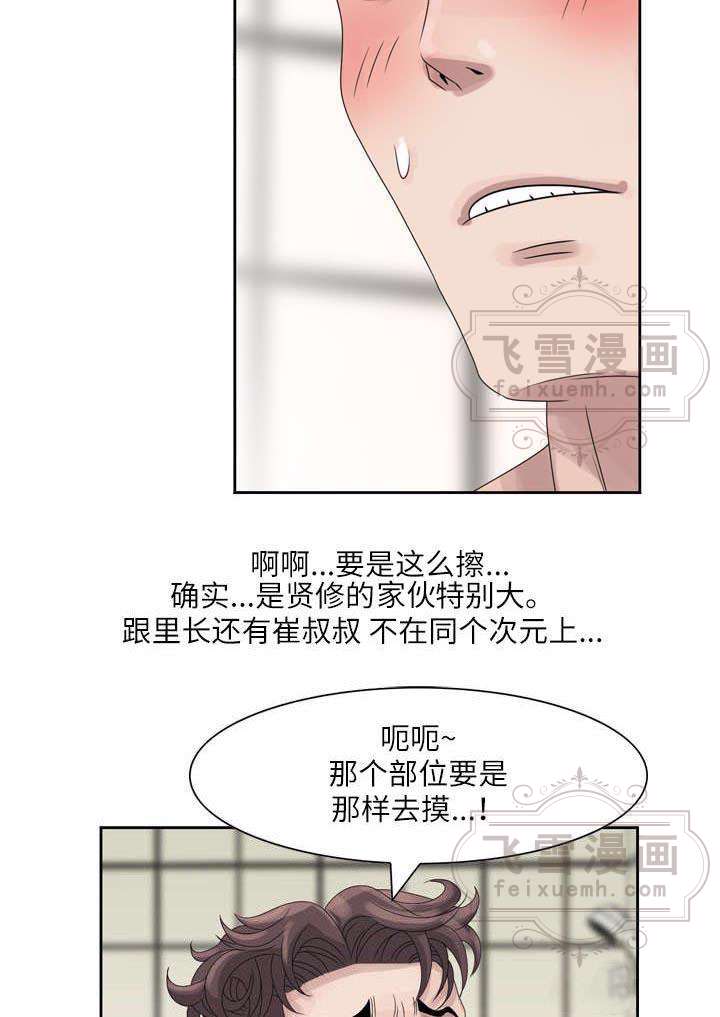 飞雪漫画
feixuemh.com
啊啊...要是这么擦...
确实...是贤修的家伙特别大。
跟里长还有崔叔叔 不在同个次元上...
呃呃~
那个部位要是
那样去摸...!
飞雪漫画
feixuemh.com